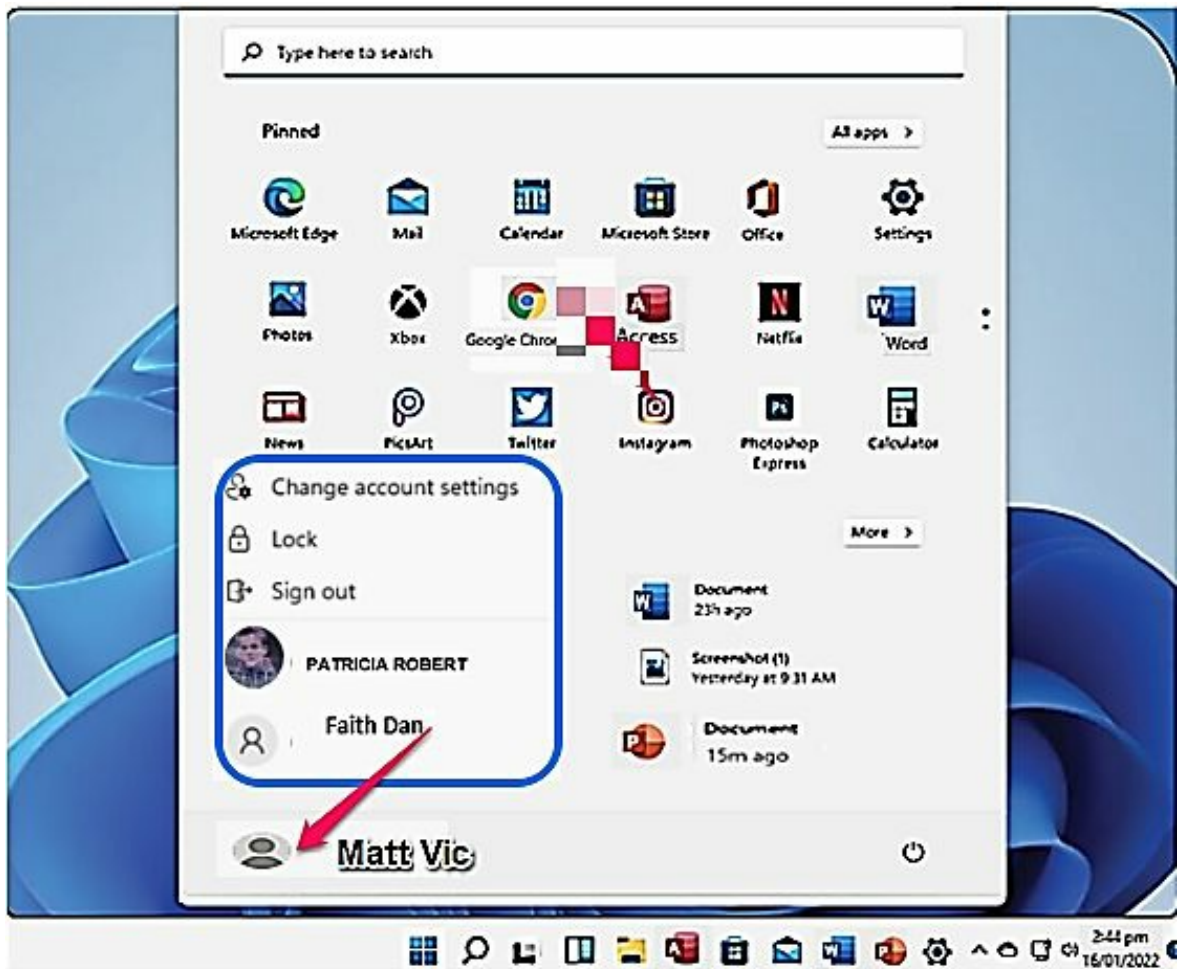 Type here to search
Pinned
All apps >
Microsoft Edge
Mail
Calendar
Microsoft Store
Office
Settings
Photos
Xbox
Google Chro
Access
Netflix
Word
News
PicsArt
Twitter
Instagram
Ps
Photoshop
Express
Calculator
Change account settings
Lock
Sign out
PATRICIA ROBERT
Faith Dan
More >
Document
23h ago
Screenshot (1)
Yesterday at 9:31 AM
Document
15m ago
Matt Vic
2:44 pm
16/01/2022